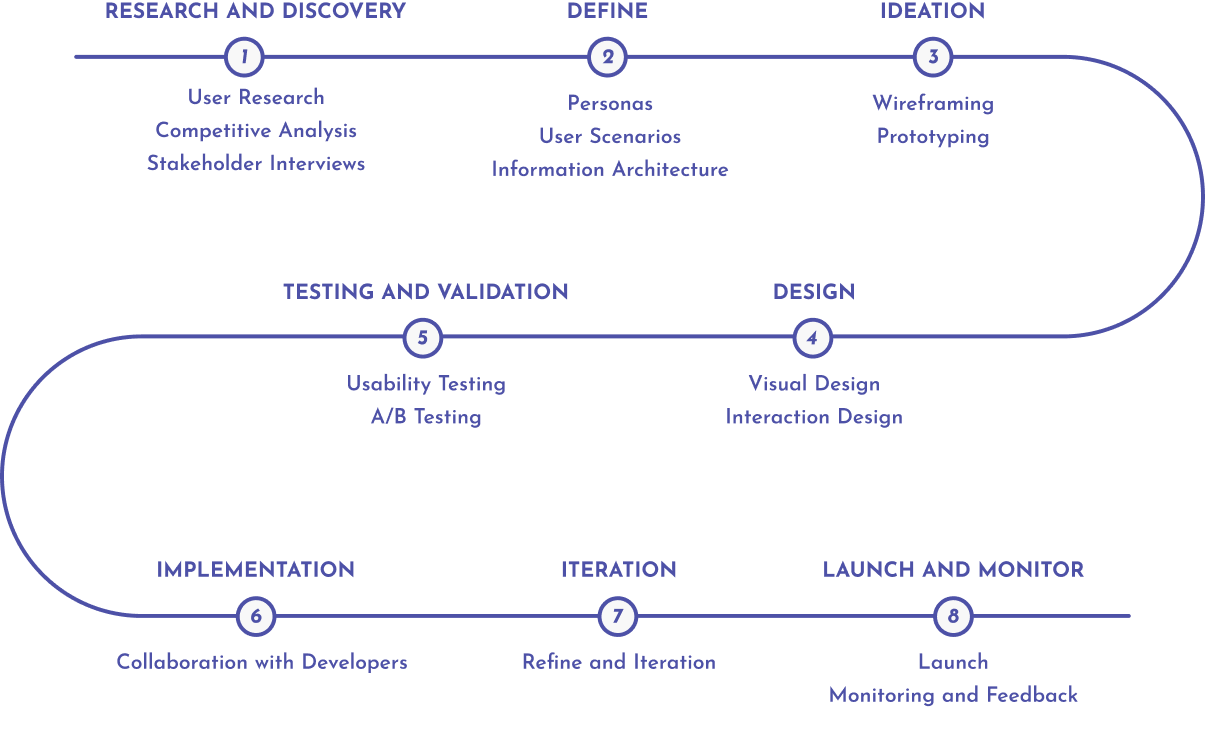 RESEARCH AND DISCOVERY
1
User Research
Competitive Analysis
Stakeholder Interviews
DEFINE
2
Personas
User Scenarios
Information Architecture
IDEATION
3
Wireframing
Prototyping
DESIGN
4
Visual Design
Interaction Design
TESTING AND VALIDATION
5
Usability Testing
A/B Testing
IMPLEMENTATION
6
Collaboration with Developers
ITERATION
7
Refine and Iteration
LAUNCH AND MONITOR
8
Launch
Monitoring and Feedback